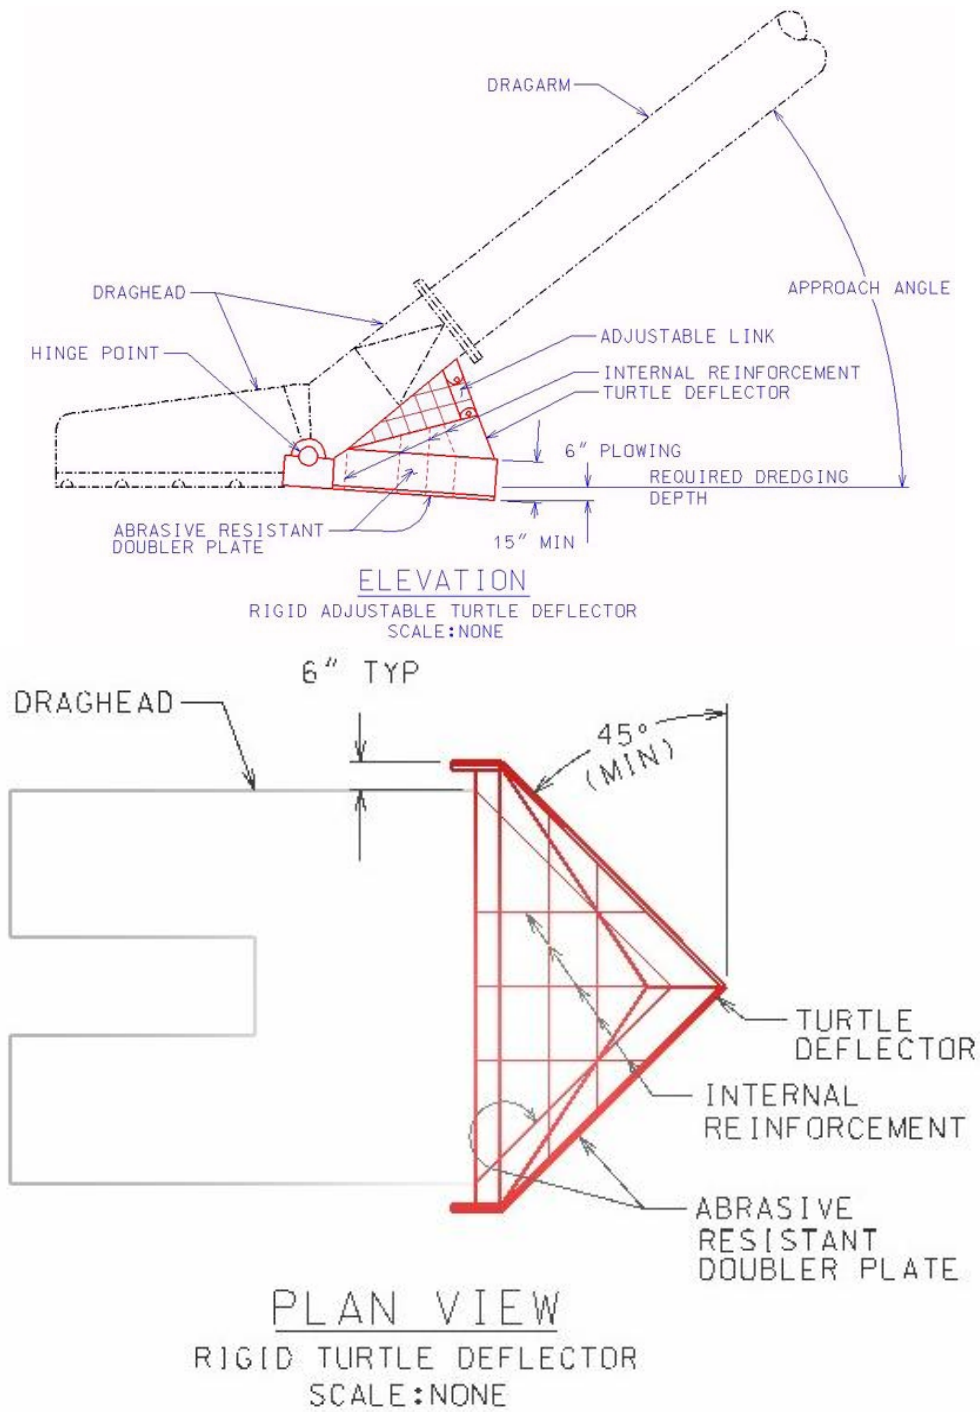 DRAGARM
APPROACH ANGLE
DRAGHEAD
HINGE POINT
ADJUSTABLE LINK
INTERNAL REINFORCEMENT
TURTLE DEFLECTOR
6" PLOWING
REQUIRED DREDGING
DEPTH
ABRASIVE RESISTANT
DOUBLER PLATE
15" MIN
ELEVATION
RIGID ADJUSTABLE TURTLE DEFLECTOR
SCALE:NONE
6" TYP
DRAGHEAD
45°
(MIN)
TURTLE
DEFLECTOR
INTERNAL
REINFORCEMENT
ABRASIVE
RESISTANT
DOUBLER PLATE
PLAN VIEW
RIGID TURTLE DEFLECTOR
SCALE:NONE